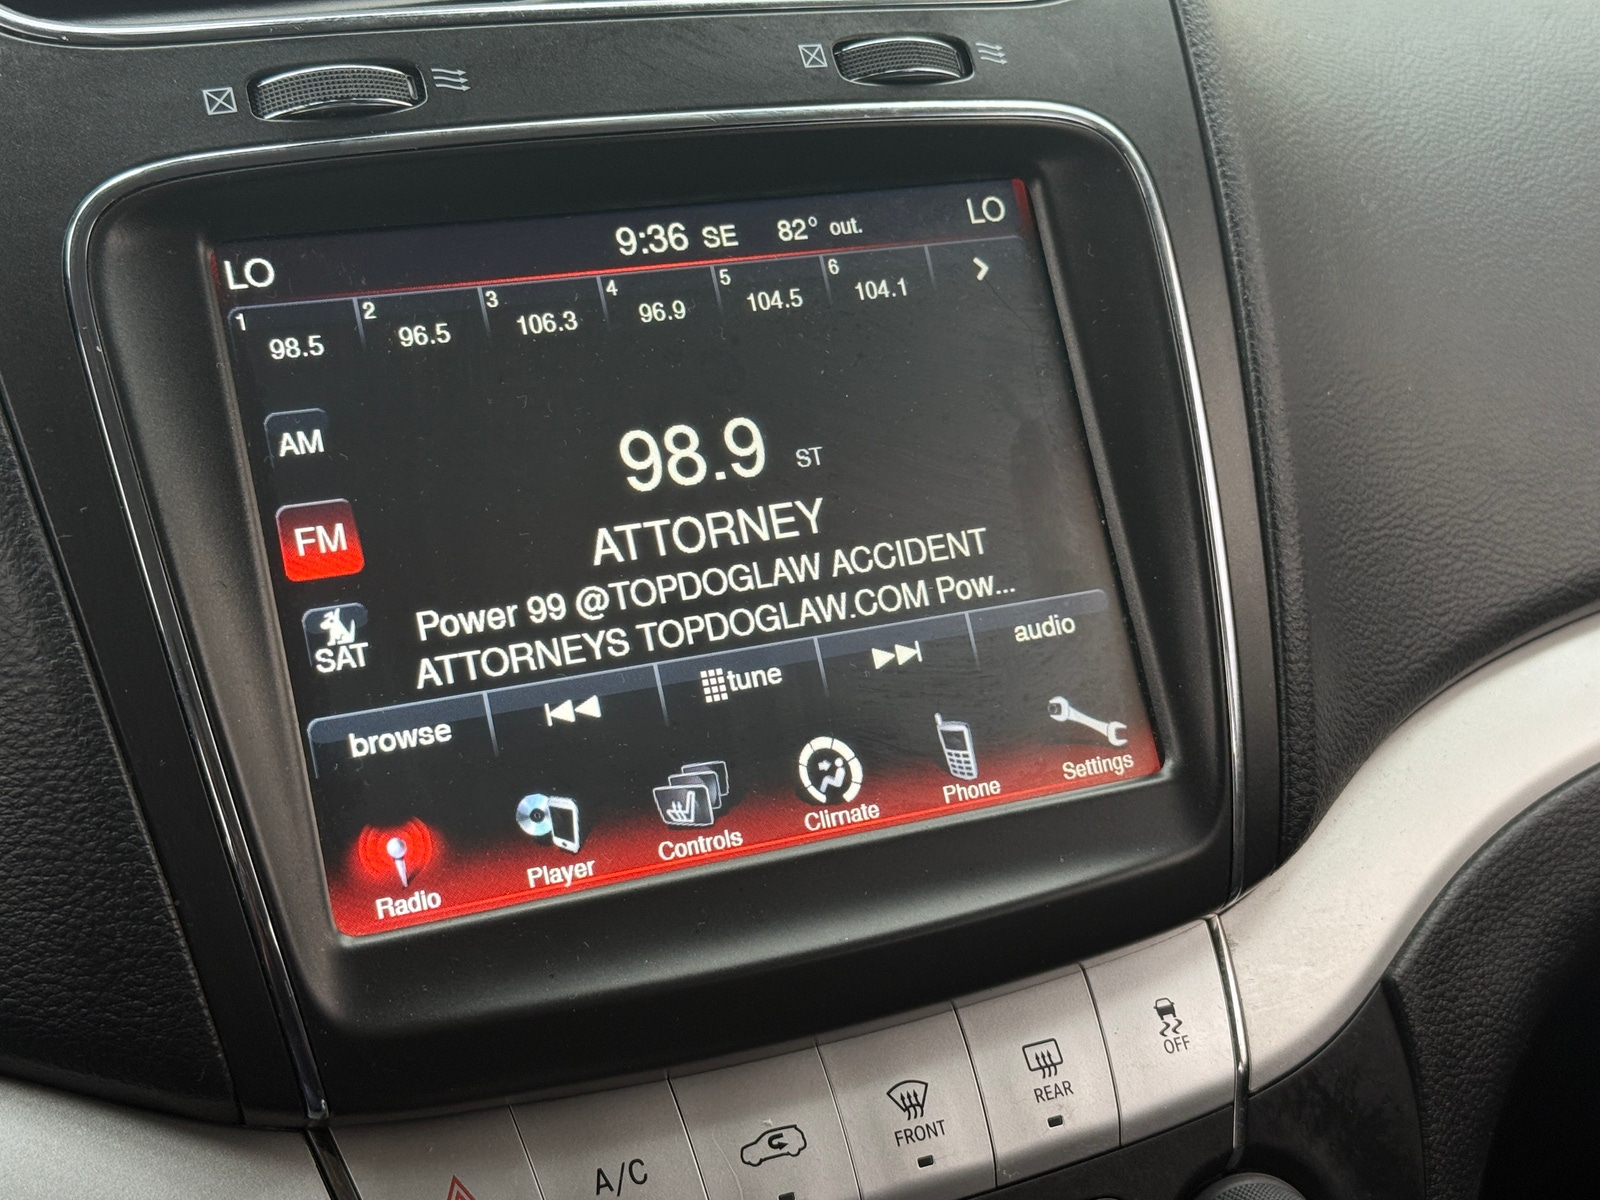 9:36 SE 82° out. LO
LO
1 2 3 4 5 6 >
98.5 96.5 106.3 96.9 104.5 104.1
AM
98.9 ST
FM
ATTORNEY
Power 99 @TOPDOGLAW ACCIDENT
ATTORNEYS TOPDOGLAW.COM Pow...
SAT
browse tune audio
Radio Player Controls Climate Phone Settings
A/C FRONT REAR OFF